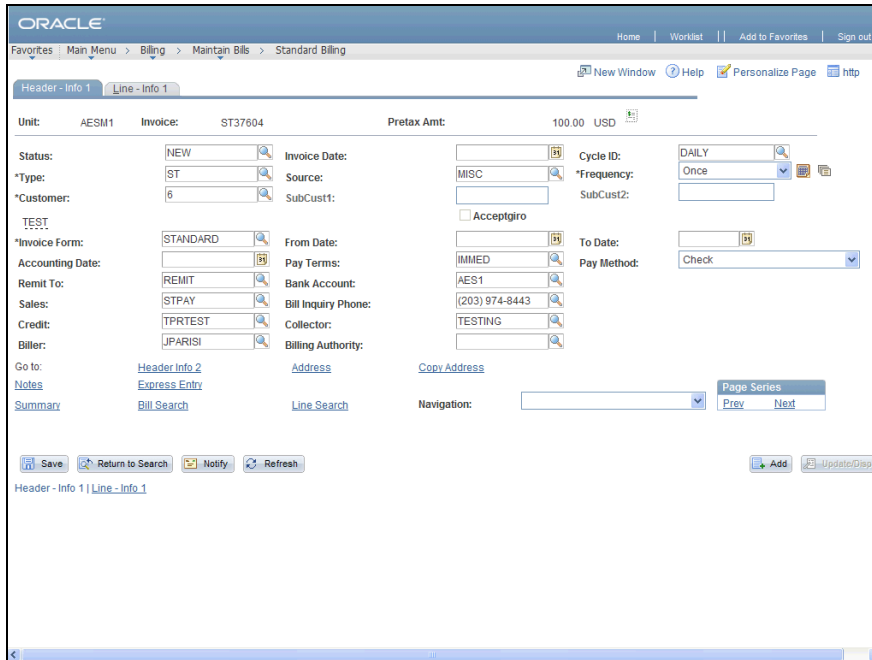 ORACLE
Home | Worklist || Add to Favorites | Sign out
Favorites | Main Menu > Billing > Maintain Bills > Standard Billing
New Window Help Personalize Page http
Header - Info 1 Line - Info 1
Unit: AESM1 Invoice: ST37604 Pretax Amt: 100.00 USD
Status: NEW Invoice Date: 31 Cycle ID: DAILY
*Type: ST Source: MISC *Frequency: Once
*Customer: 6 SubCust1: SubCust2:
TEST Acceptgiro
*Invoice Form: STANDARD From Date: 31 To Date: 31
Accounting Date: 31 Pay Terms: IMMED Pay Method: Check
Remit To: REMIT Bank Account: AES1
Sales: STPAY Bill Inquiry Phone: (203) 974-8443
Credit: TPRTEST Collector: TESTING
Biller: JPARISI Billing Authority:
Go to: Header Info 2 Address Copy Address
Notes Express Entry Page Series
Summary Bill Search Line Search Navigation: Prev Next
Save Return to Search Notify Refresh Add Update/Disp
Header - Info 1 | Line - Info 1